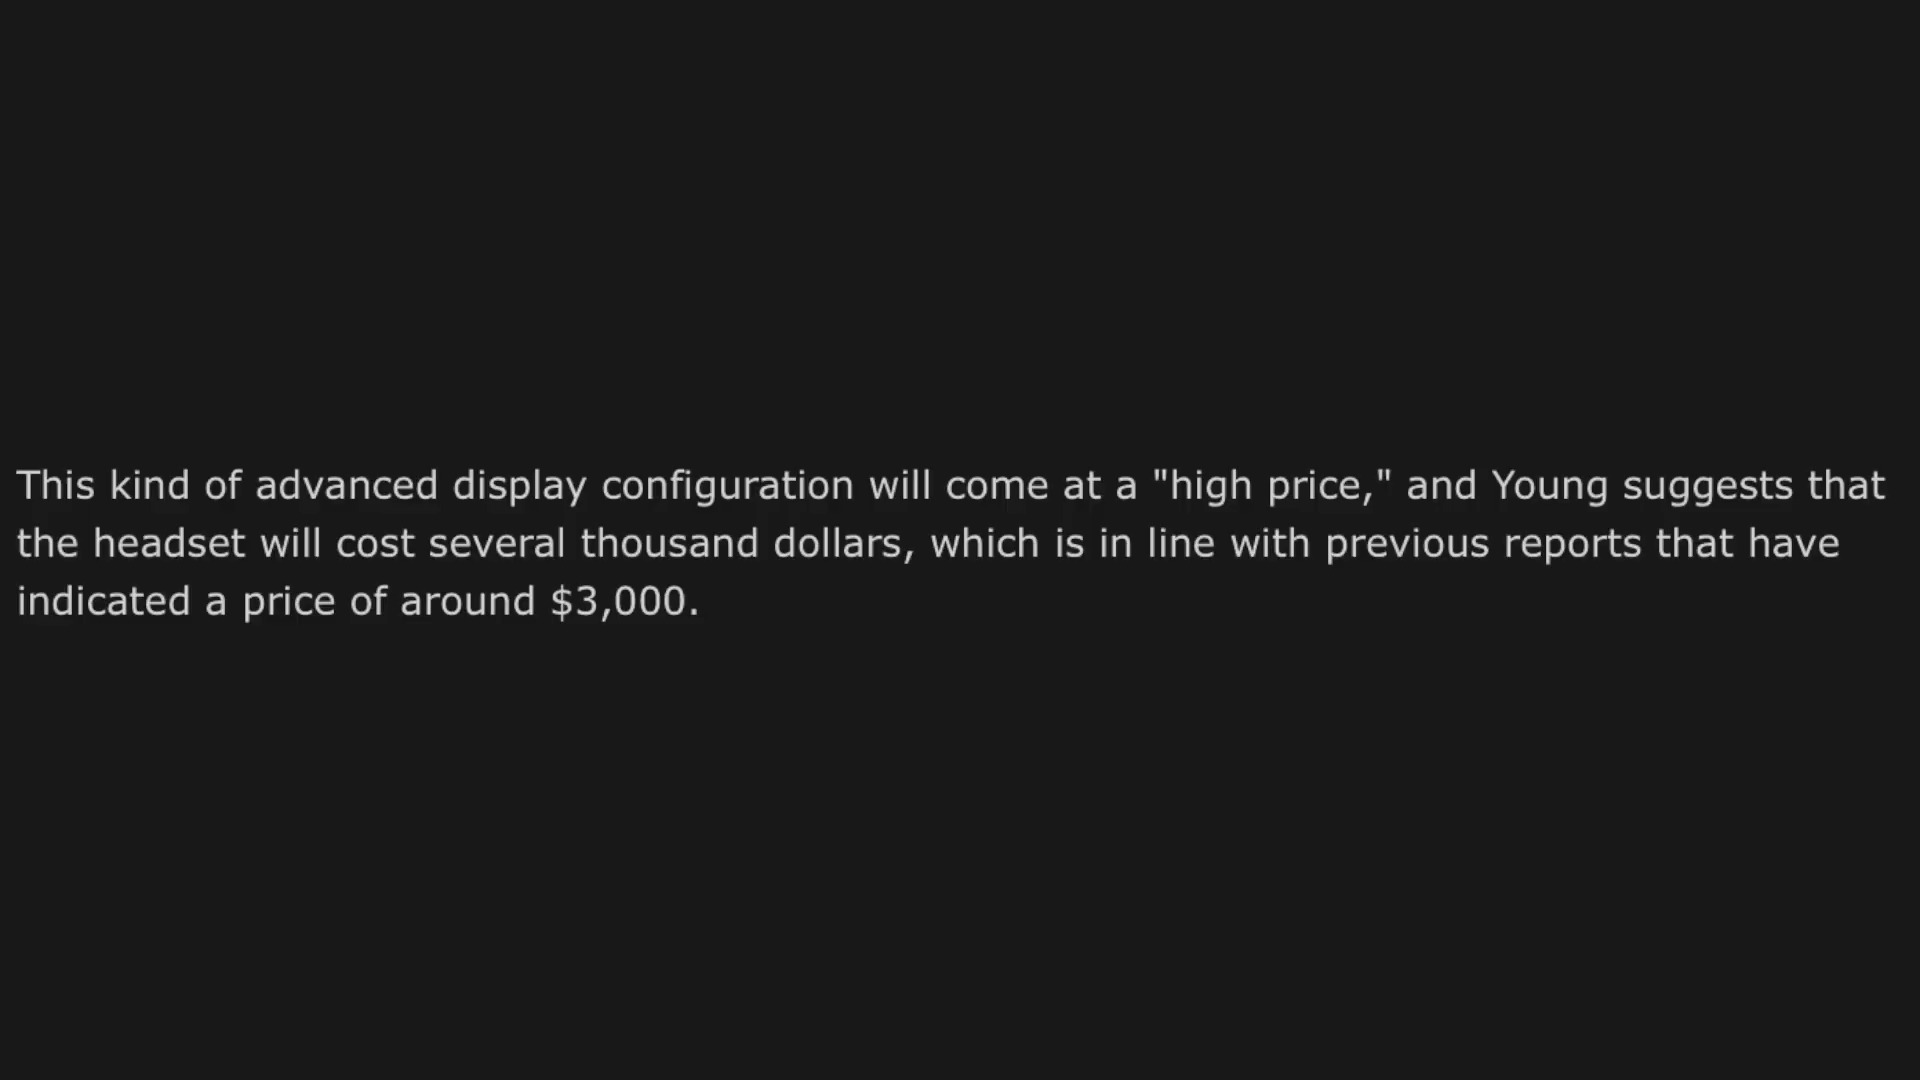 This kind of advanced display configuration will come at a "high price," and Young suggests that
the headset will cost several thousand dollars, which is in line with previous reports that have
indicated a price of around $3,000.